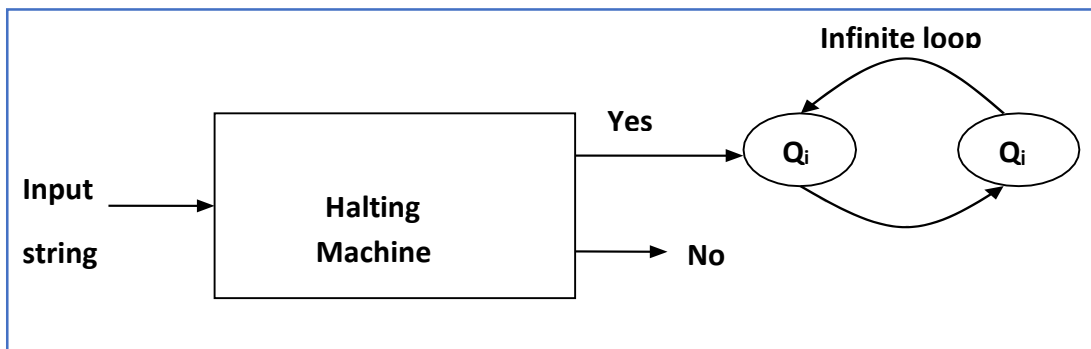 Infinite loop
Yes
Qi
Qi
Input
string
Halting
Machine
No